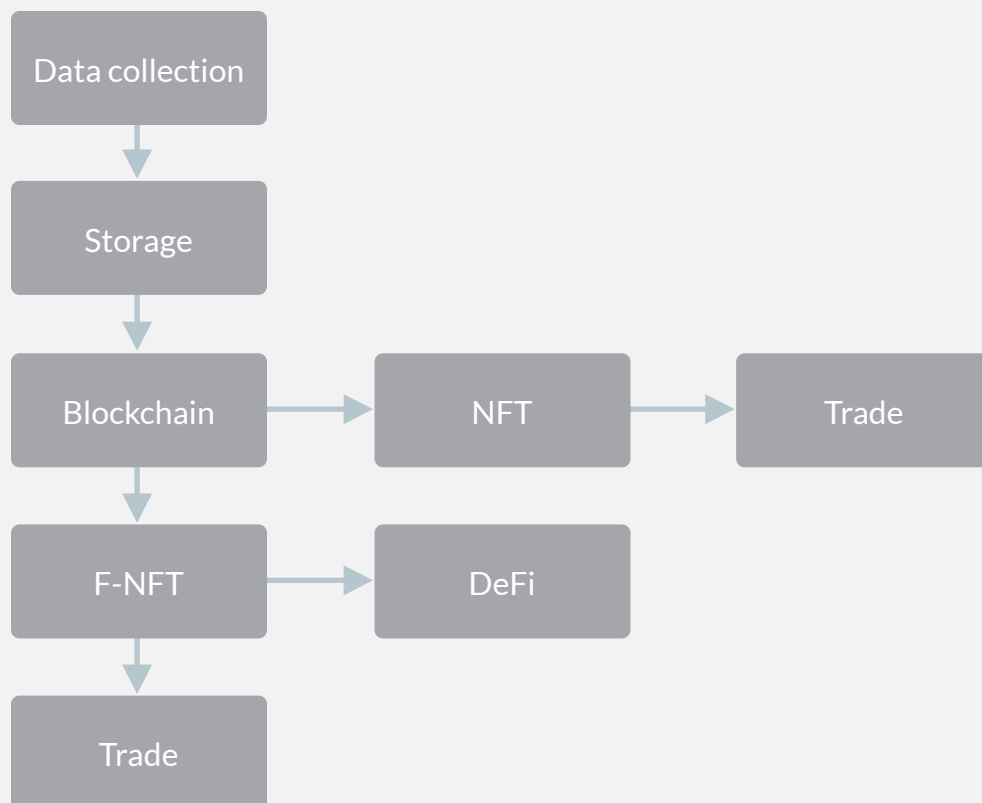 Data collection
Storage
Blockchain
NFT
Trade
F-NFT
DeFi
Trade